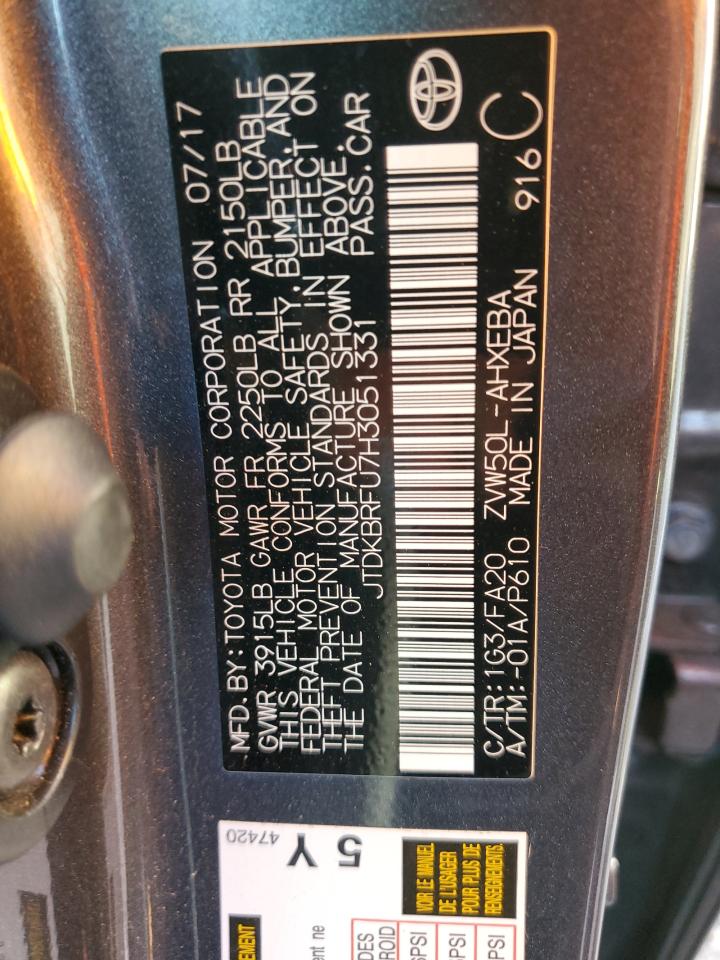 MFD.BY:TOYOTA MOTOR CORPORATION 07/17
GVWR 3915LB GAWR FR 2250LB RR 2150LB
THIS VEHICLE CONFORMS TO ALL APPLICABLE
FEDERAL MOTOR VEHICLE SAFETY,BUMPER,AND
THEFT PREVENTION STANDARDS IN EFFECT ON
THE DATE OF MANUFACTURE SHOWN ABOVE.
JTDKBRFU7H3051331 PASS.CAR
C/TR:1G3/FA20 ZVW50L-AHXEBA
A/TM:-01A/P610 MADE IN JAPAN 916 C
47420
5 Y
VOIR LE MANUEL
DE L'USAGER
POUR PLUS DE
RENSEIGNEMENTS.
PSI
PSI
PSI